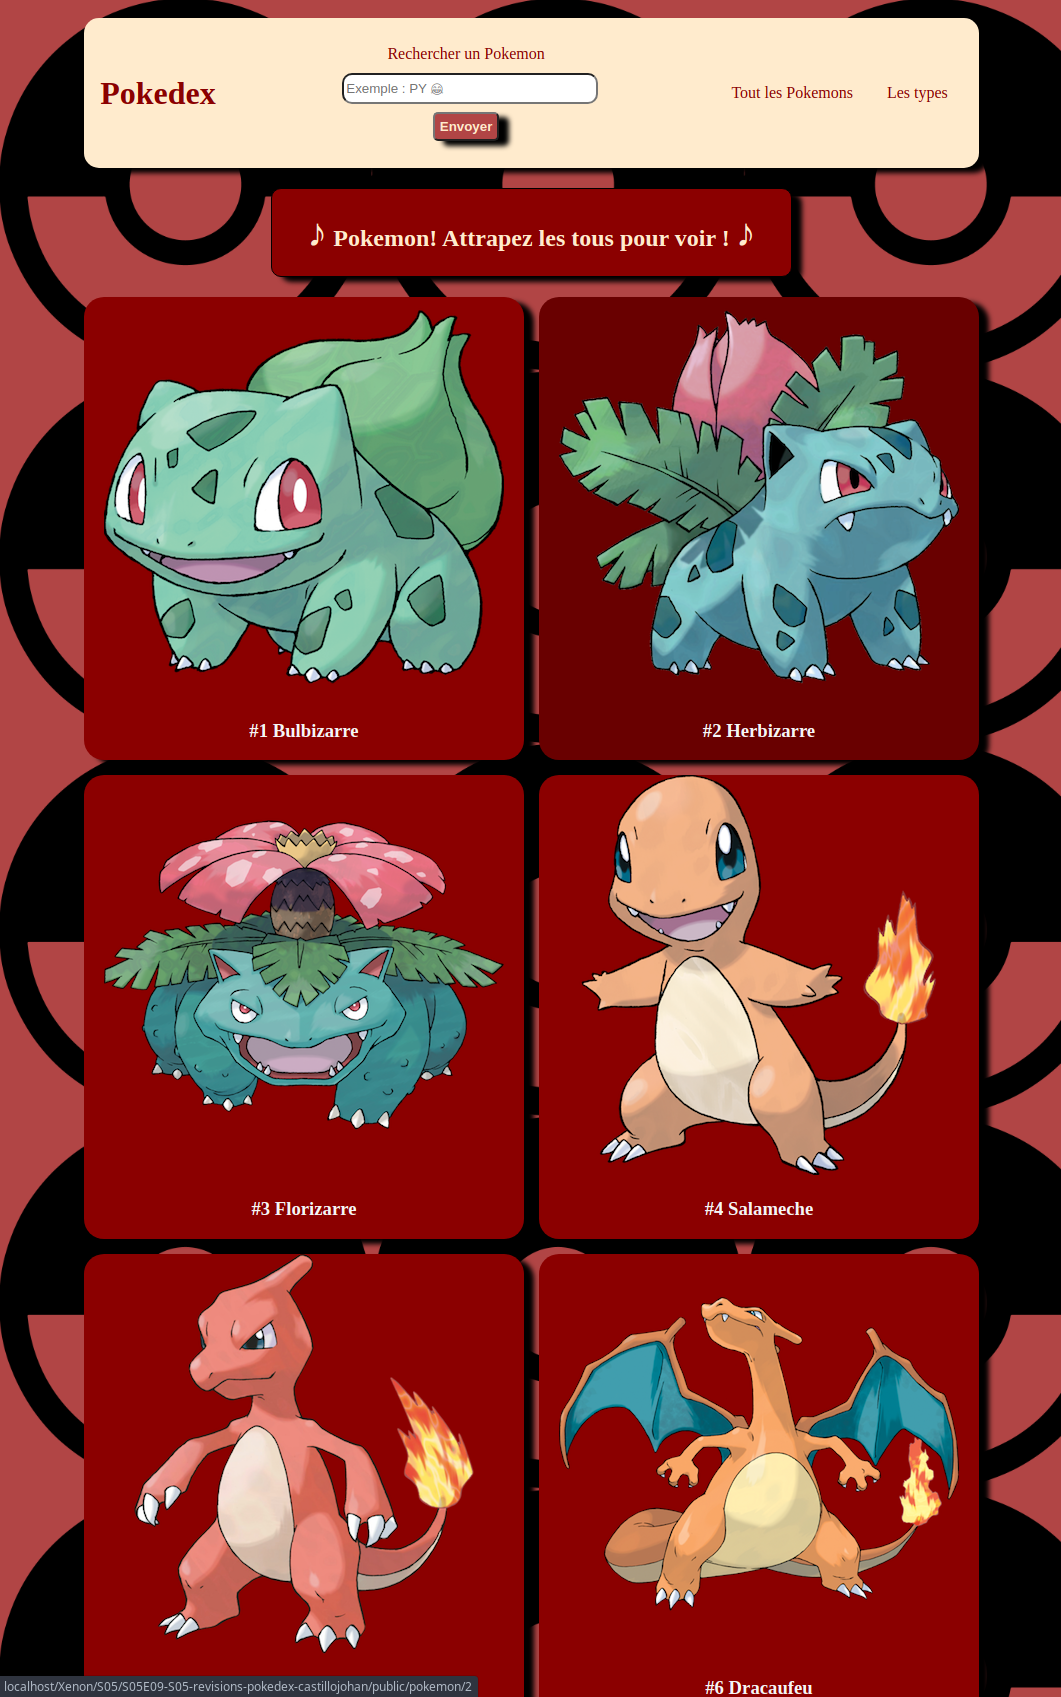 Pokedex
Rechercher un Pokemon
Exemple : PY 😁
Envoyer
Tout les Pokemons
Les types
♪ Pokemon! Attrapez les tous pour voir ! ♪
#1 Bulbizarre
#2 Herbizarre
#3 Florizarre
#4 Salameche
#6 Dracaufeu
localhost/Xenon/S05/S05E09-S05-revisions-pokedex-castillojohan/public/pokemon/2